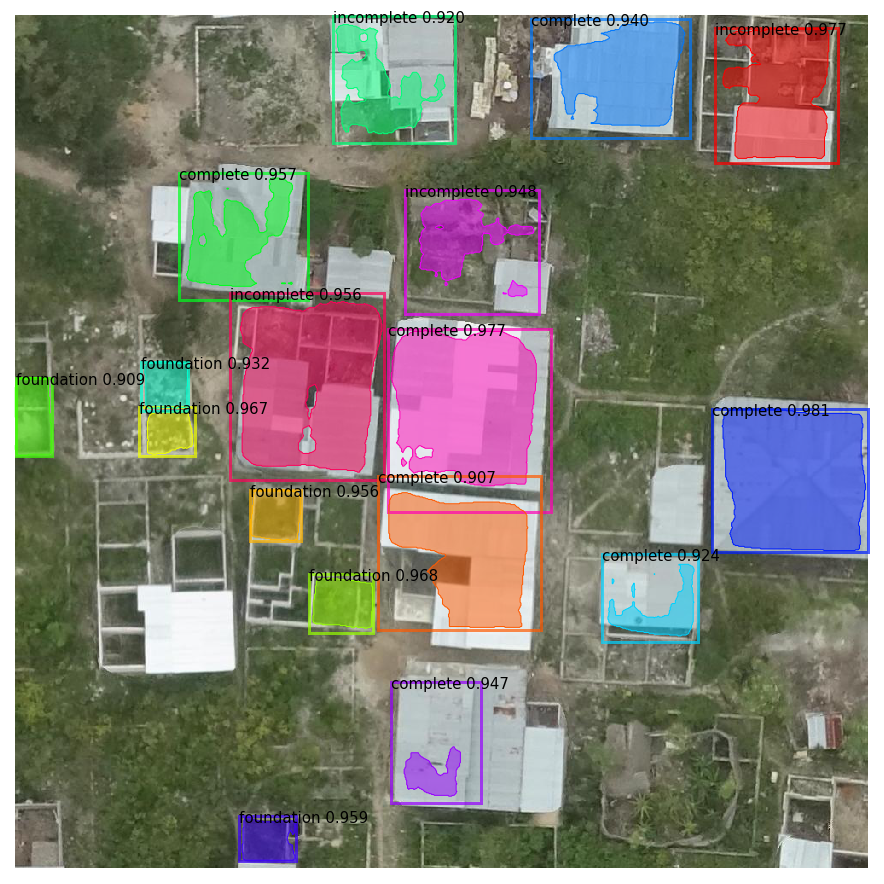 incomplete 0.920
complete 0.940
incomplete 0.977
complete 0.957
incomplete 0.948
incomplete 0.956
complete 0.977
foundation 0.932
foundation 0.909
foundation 0.967
complete 0.981
complete 0.907
foundation 0.956
complete 0.924
foundation 0.968
complete 0.947
foundation 0.959